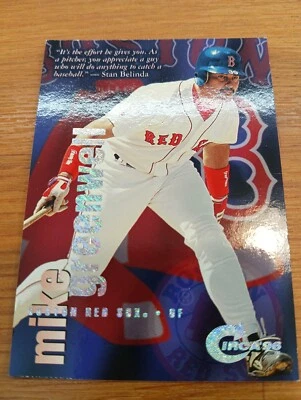 "It's the effort he gives you. As
a pitcher, you appreciate a guy
who will do anything to catch a
baseball." — Stan Belinda
B
RED
B
mike
greenwell
BOSTON RED SOX. • OF
CIRCA 96